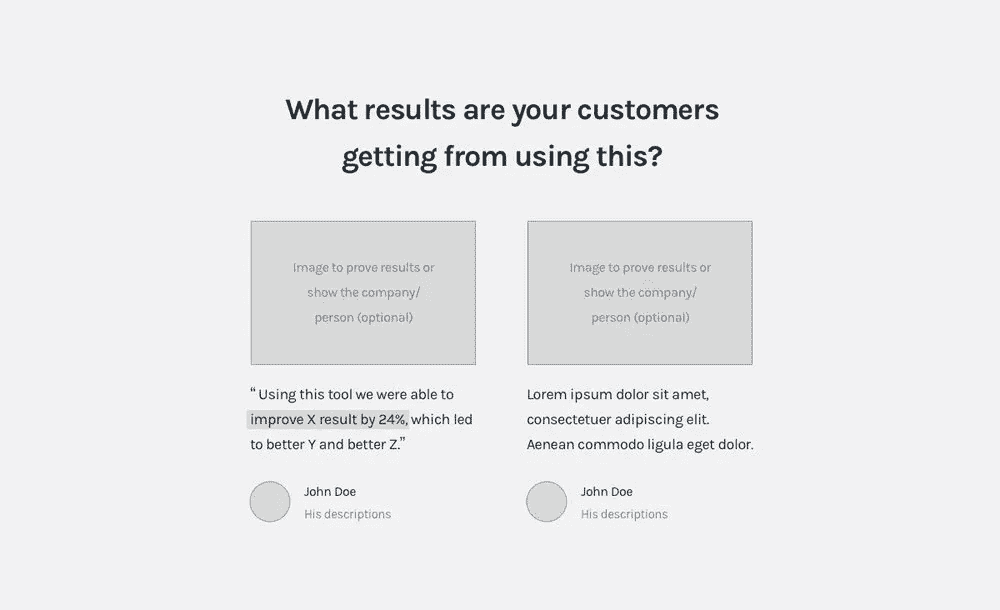 What results are your customers
getting from using this?
Image to prove results or
show the company/
person (optional)
Image to prove results or
show the company/
person (optional)
“Using this tool we were able to
improve X result by 24%, which led
to better Y and better Z.”
John Doe
His descriptions
Lorem ipsum dolor sit amet,
consectetuer adipiscing elit.
Aenean commodo ligula eget dolor.
John Doe
His descriptions